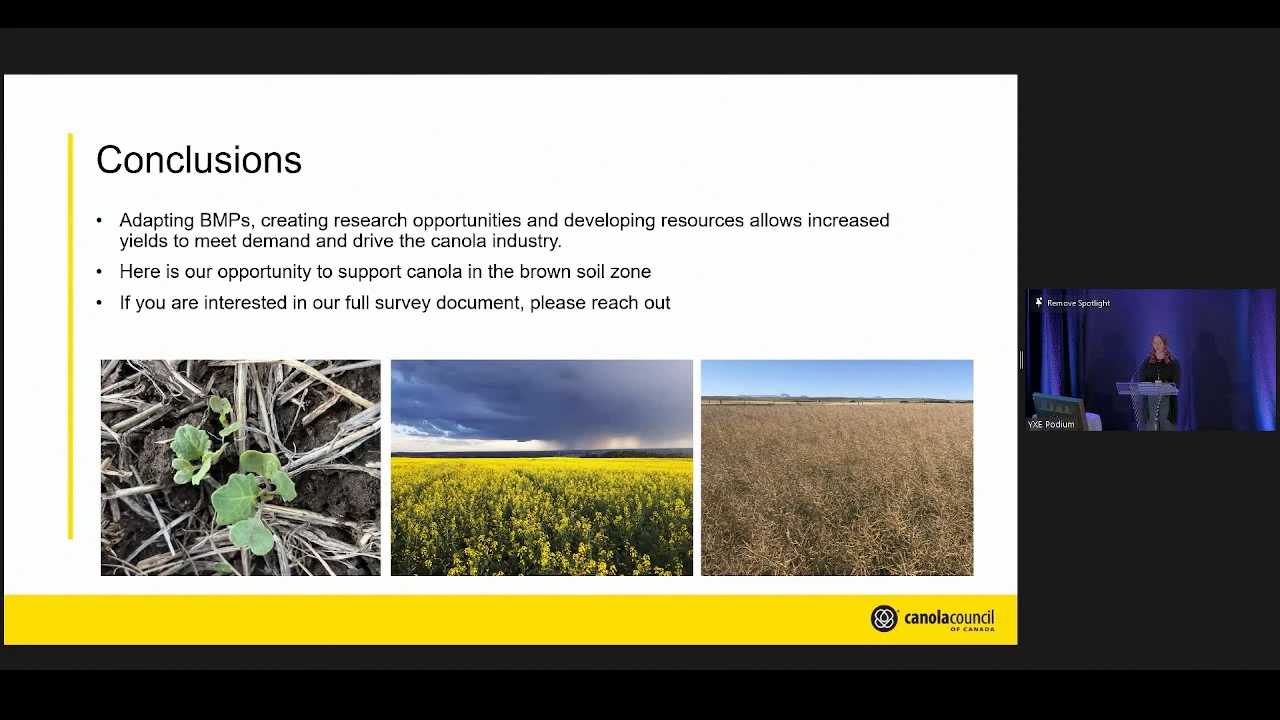 Conclusions
• Adapting BMPs, creating research opportunities and developing resources allows increased
yields to meet demand and drive the canola industry.
• Here is our opportunity to support canola in the brown soil zone
• If you are interested in our full survey document, please reach out
Remove Spotlight
YXE Podium
canolacouncil
OF CANADA